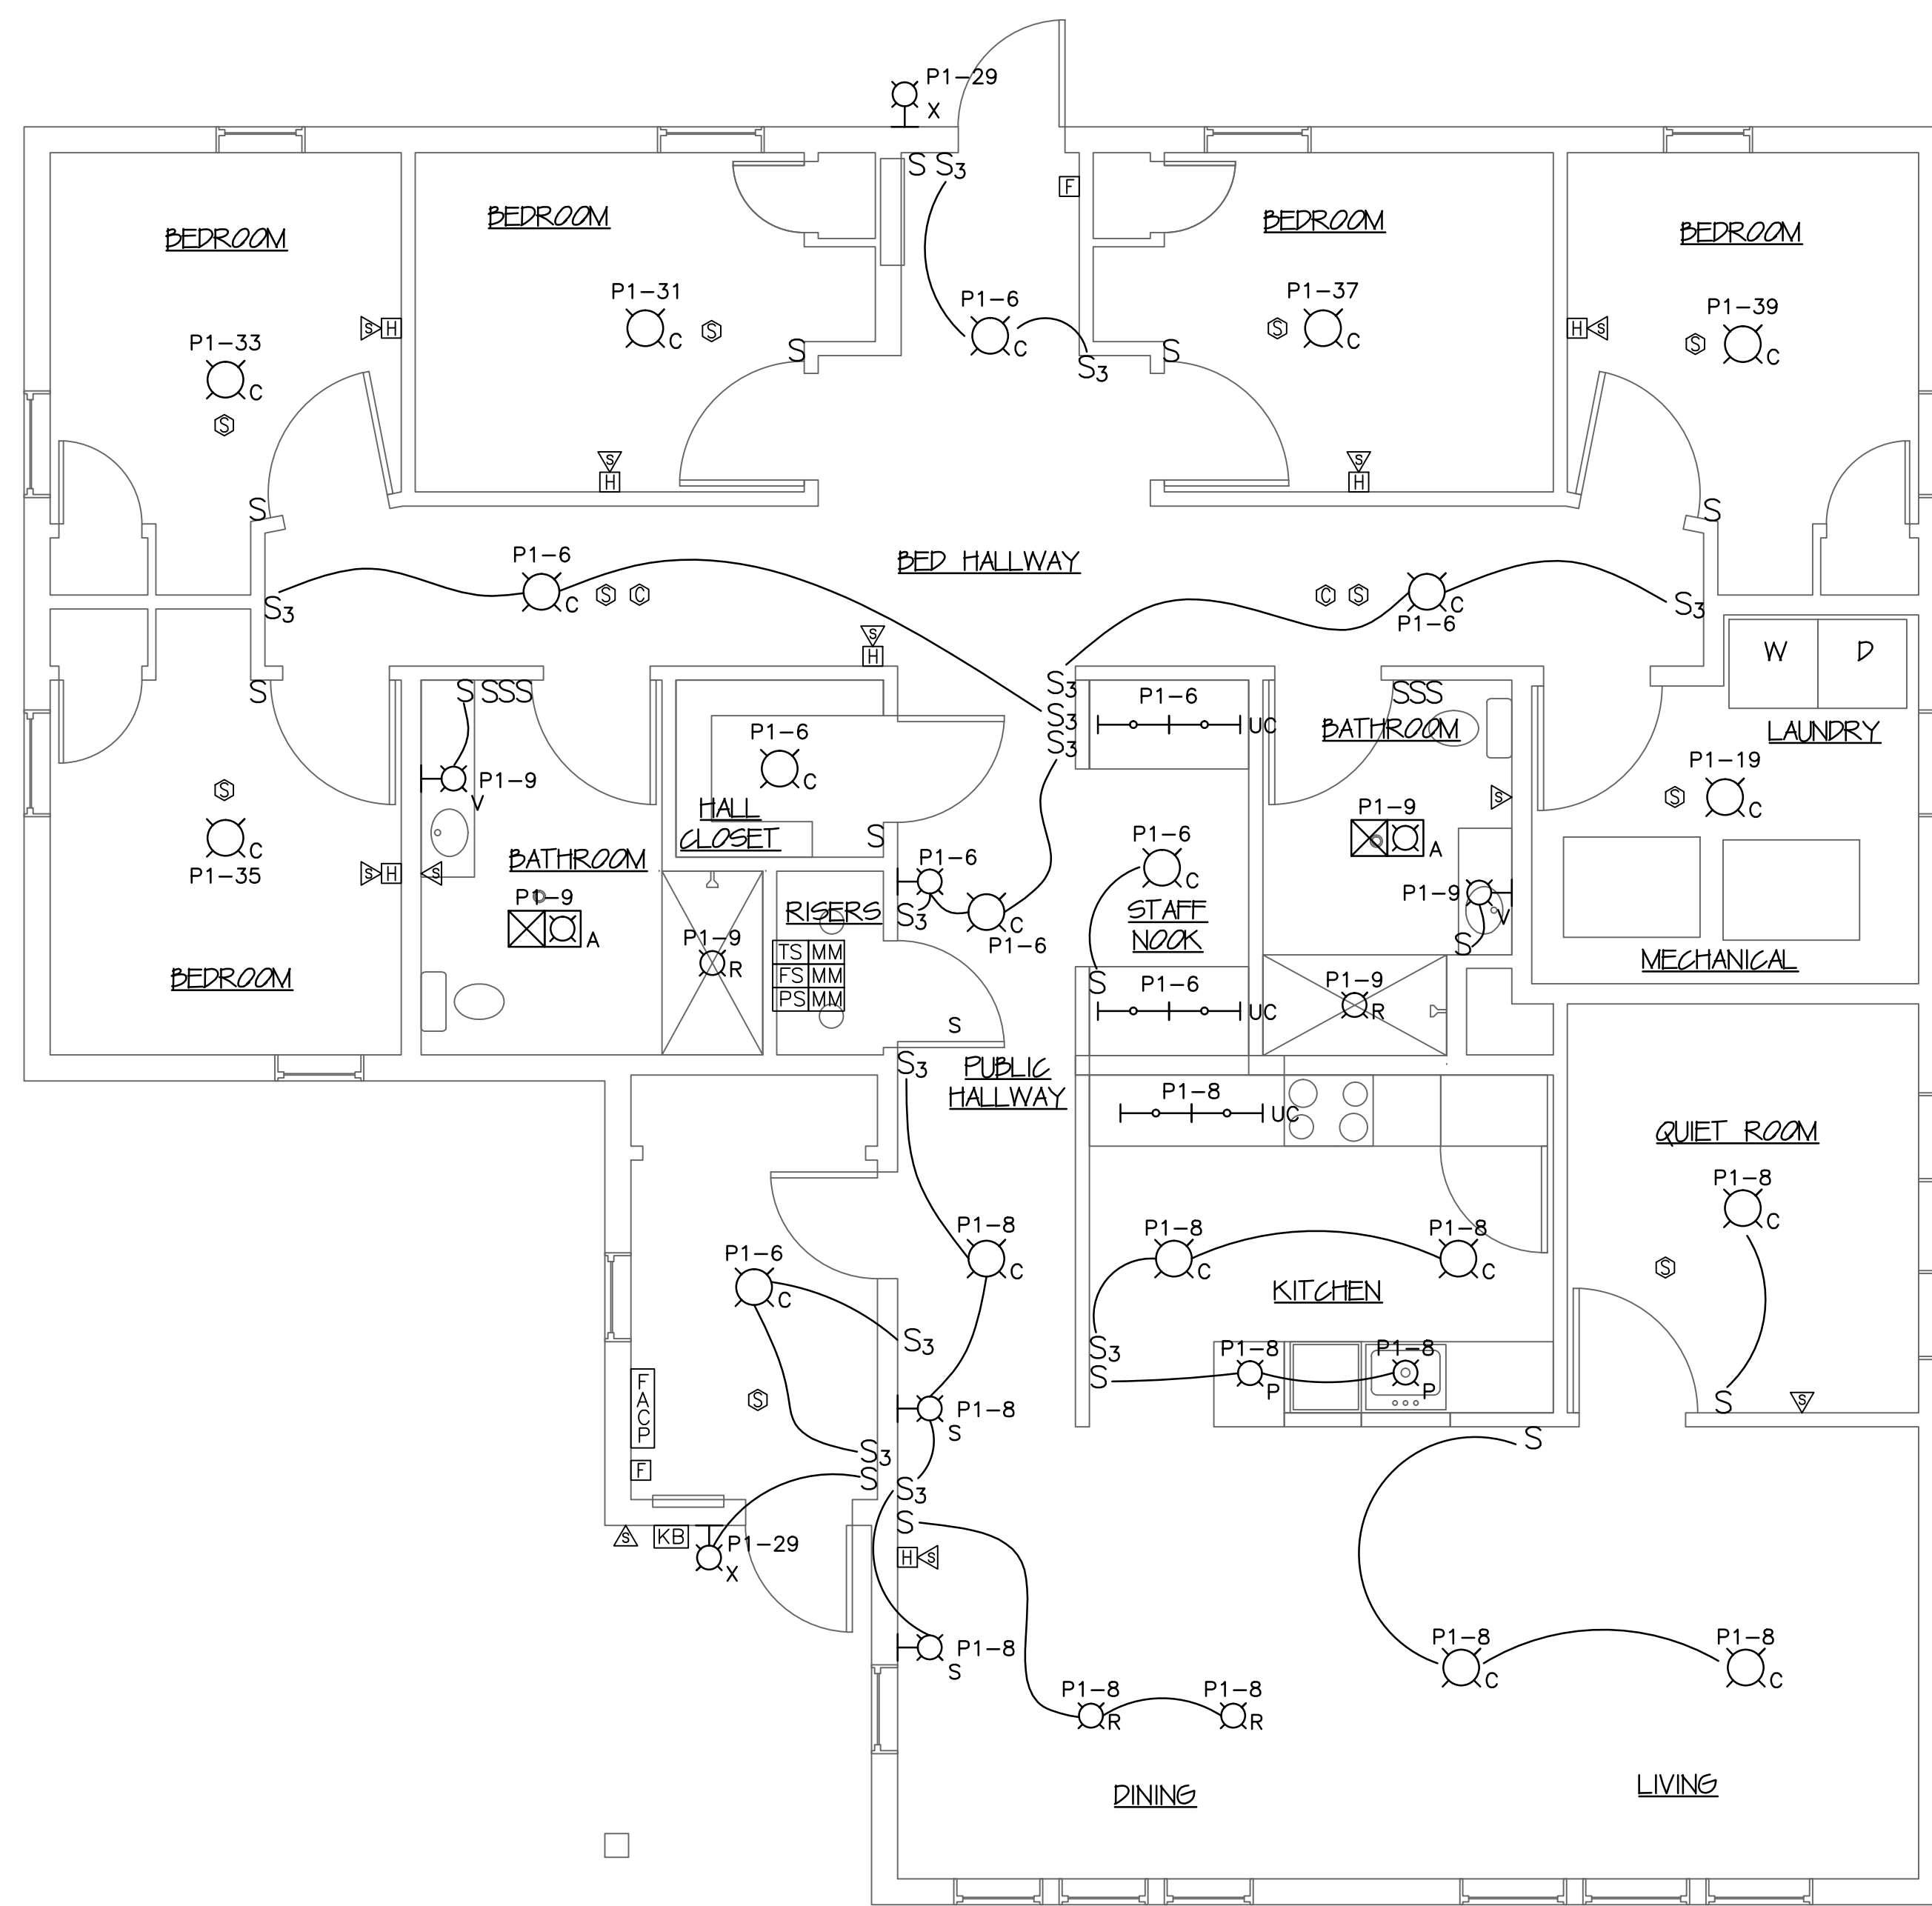 P1-29
X
S S3
F
BEDROOM
BEDROOM
BEDROOM
BEDROOM
P1-31
C
S
P1-6
C
P1-37
S
C
P1-39
S
C
P1-33
C
S
S H
H S
S
S3
S
S
H
S
H
S
S
BED HALLWAY
P1-6
C
S C
C S
C
P1-6
S3
S3
S
H
S
S SSS
S3
S3
S3
P1-6
UC
SSS
W D
BATHROOM
LAUNDRY
P1-6
C
P1-9
V
S
P1-19
S
C
HALL
CLOSET
S
P1-6
C
P1-9
A
S
S
C
P1-35
S H
S
BATHROOM
P1-6
S3
C
P1-6
STAFF
NOOK
P1-9
V
S
P1-9
A
RISERS
P1-9
R
TS MM
FS MM
PS MM
MECHANICAL
BEDROOM
S
P1-6
UC
P1-9
R
S
S3
PUBLIC
HALLWAY
P1-8
UC
QUIET ROOM
P1-8
C
P1-6
C
P1-8
C
P1-8
C
P1-8
C
S
KITCHEN
S3
S3
S
P1-8
P
P1-8
P
FACP
S
P1-8
S
S
S
F
S3
S
S3
S
S
S
KB
P1-29
X
H S
P1-8
S
P1-8
C
P1-8
C
P1-8
R
P1-8
R
DINING
LIVING